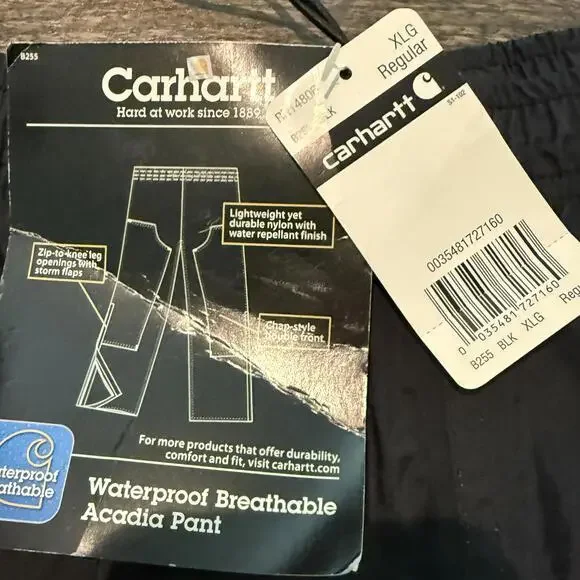 B255
Carhartt
Hard at work since 1889.
Lightweight yet
durable nylon with
water repellant finish
Zip-to-knee leg
openings with
storm flaps
Chap-style
double front
For more products that offer durability,
comfort and fit, visit carhartt.com
Waterproof Breathable
Acadia Pant
XLG
Regular
carhartt
S1-102
0035481727160
0 035481 727160
B255 BLK XLG